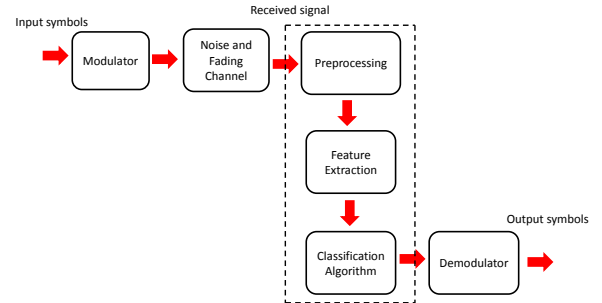 Received signal
Input symbols
Modulator
Noise and
Fading
Channel
Preprocessing
Feature
Extraction
Classification
Algorithm
Demodulator
Output symbols